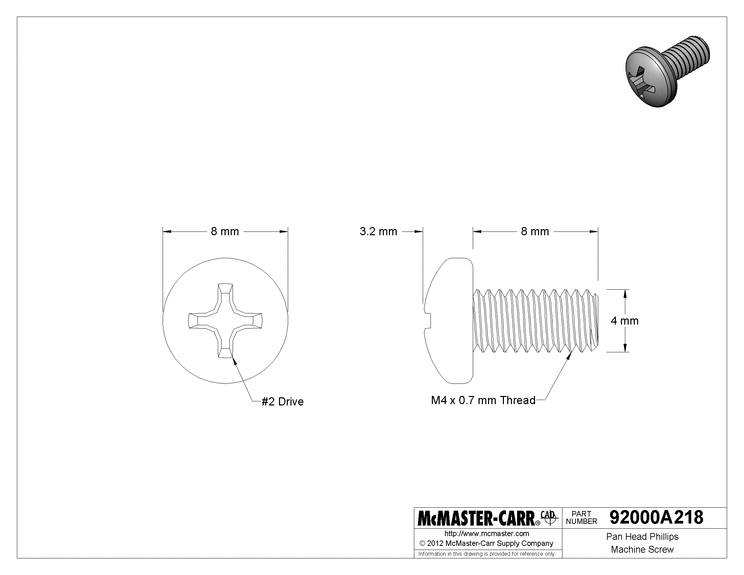 8 mm
3.2 mm
8 mm
4 mm
#2 Drive
M4 x 0.7 mm Thread
McMASTER-CARR® CAD
http://www.mcmaster.com
© 2012 McMaster-Carr Supply Company
Information in this drawing is provided for reference only.
PART
NUMBER
92000A218
Pan Head Phillips
Machine Screw